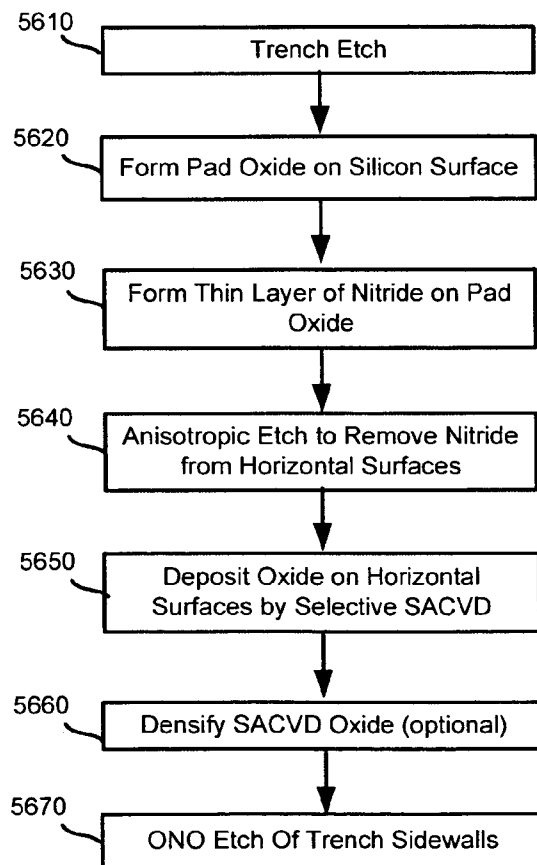 5610
Trench Etch
5620
Form Pad Oxide on Silicon Surface
5630
Form Thin Layer of Nitride on Pad
Oxide
5640
Anisotropic Etch to Remove Nitride
from Horizontal Surfaces
5650
Deposit Oxide on Horizontal
Surfaces by Selective SACVD
5660
Densify SACVD Oxide (optional)
5670
ONO Etch Of Trench Sidewalls